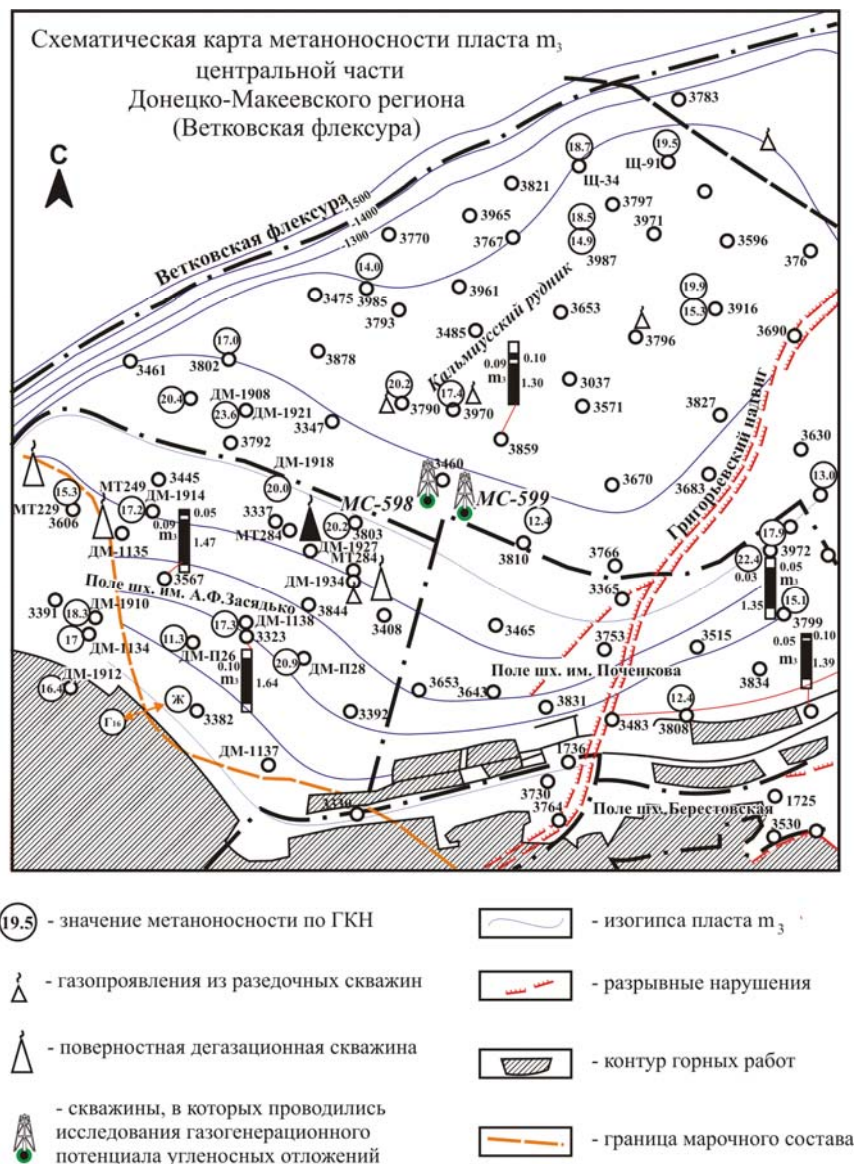 Схематическая карта метаноносности пласта m₃
центральной части
Донецко-Макеевского региона
(Ветковская флексура)
С
3783
19.5
18.7
Щ-91
Щ-34
3821
3797
-1500
-1400
-1300
Ветковская флексура
3965
18.5
3971
3770
3767
14.9
3987
3596
376
14.0
3985
3475
3961
3793
19.9
15.3
3916
3653
Кальмиусский рудник
3485
3796
3690
17.0
3802
3878
3461
0.10
0.09
m₃
1.30
20.4
ДМ-1908
23.6
ДМ-1921
20.2
3790
17.4
3970
3037
3571
3347
3827
Григорьевский надвиг
3792
3859
3630
ДМ-1918
3460
3670
3683
13.0
МТ249
3445
ДМ-1914
20.0
МС-598
МС-599
15.3
МТ229
3606
17.2
0.05
0.09
m₃
1.47
3337
МТ284
20.2
3803
12.4
3810
17.9
3972
ДМ-1135
ДМ-1927
МТ284
3766
22.4
0.05
0.03
m₃
1.35
3567
ДМ-1934
3365
Поле шх. им. А.Ф.Засядько
3391
18.3
ДМ-1910
3844
3408
15.1
3799
17
ДМ-1134
11.3
ДМ-П26
17.3
ДМ-1138
3323
3465
3753
3515
0.05
0.10
m₃
1.39
0.10
m₃
1.64
20.9
ДМ-П28
Поле шх. им. Поченкова
3834
ДМ-1912
16.4
3653
3643
Ж
Г₁₆
3382
3392
3831
3483
12.4
3808
ДМ-1137
1736
3730
3764
3330
Поле шх. Берестовская
1725
3530
19.5
- значение метаноносности по ГКН
- газопроявления из разедочных скважин
- поверностная дегазационная скважина
- скважины, в которых проводились
исследования газогенерационного
потенциала угленосных отложений
- изогипса пласта m₃
- разрывные нарушения
- контур горных работ
- граница марочного состава